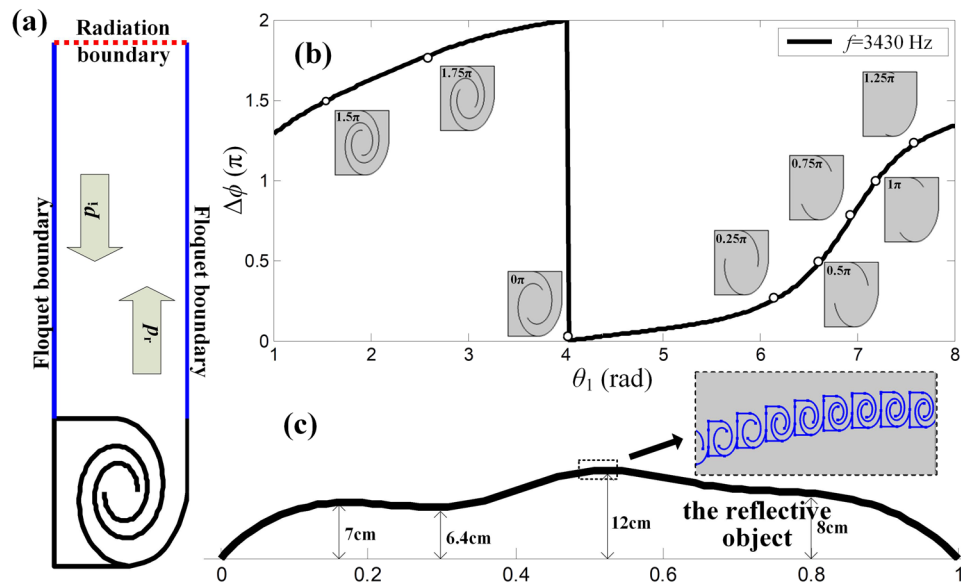 (a)
Radiation
boundary
Floquet boundary
Floquet boundary
pi
pr
(b)
f=3430 Hz
Δϕ (π)
2
1.5
1
0.5
0
1.5π
1.75π
0π
0.25π
0.5π
0.75π
1π
1.25π
1 2 3 4 5 6 7 8
θ1 (rad)
(c)
7cm
6.4cm
12cm
8cm
the reflective
object
0 0.2 0.4 0.6 0.8 1